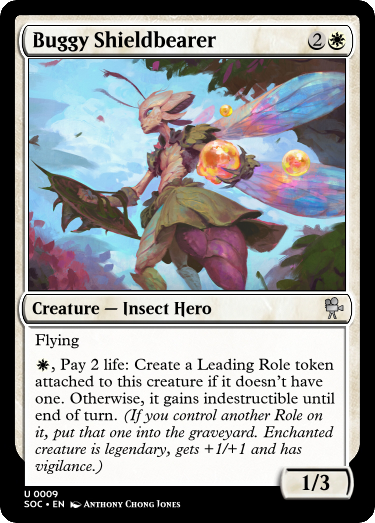 Buggy Shieldbearer 2
Creature — Insect Hero
Flying
, Pay 2 life: Create a Leading Role token
attached to this creature if it doesn't have
one. Otherwise, it gains indestructible until
end of turn. (If you control another Role on
it, put that one into the graveyard. Enchanted
creature is legendary, gets +1/+1 and has
vigilance.)
1/3
U 0009
SOC • EN Anthony Chong Jones